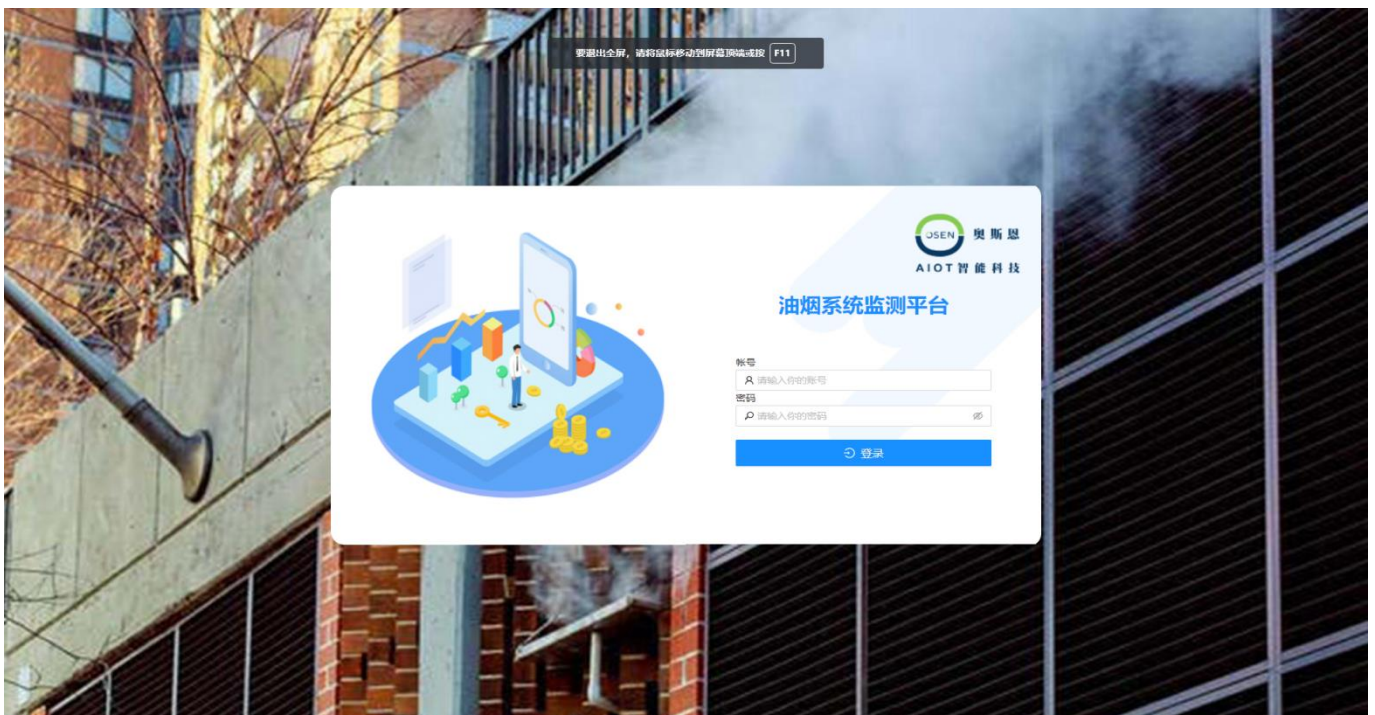 要退出全屏，请将鼠标移动到屏幕顶端或按 F11
OSEN 奥斯恩
AIOT智能科技
油烟系统监测平台
帐号
请输入你的账号
密码
请输入你的密码
登录